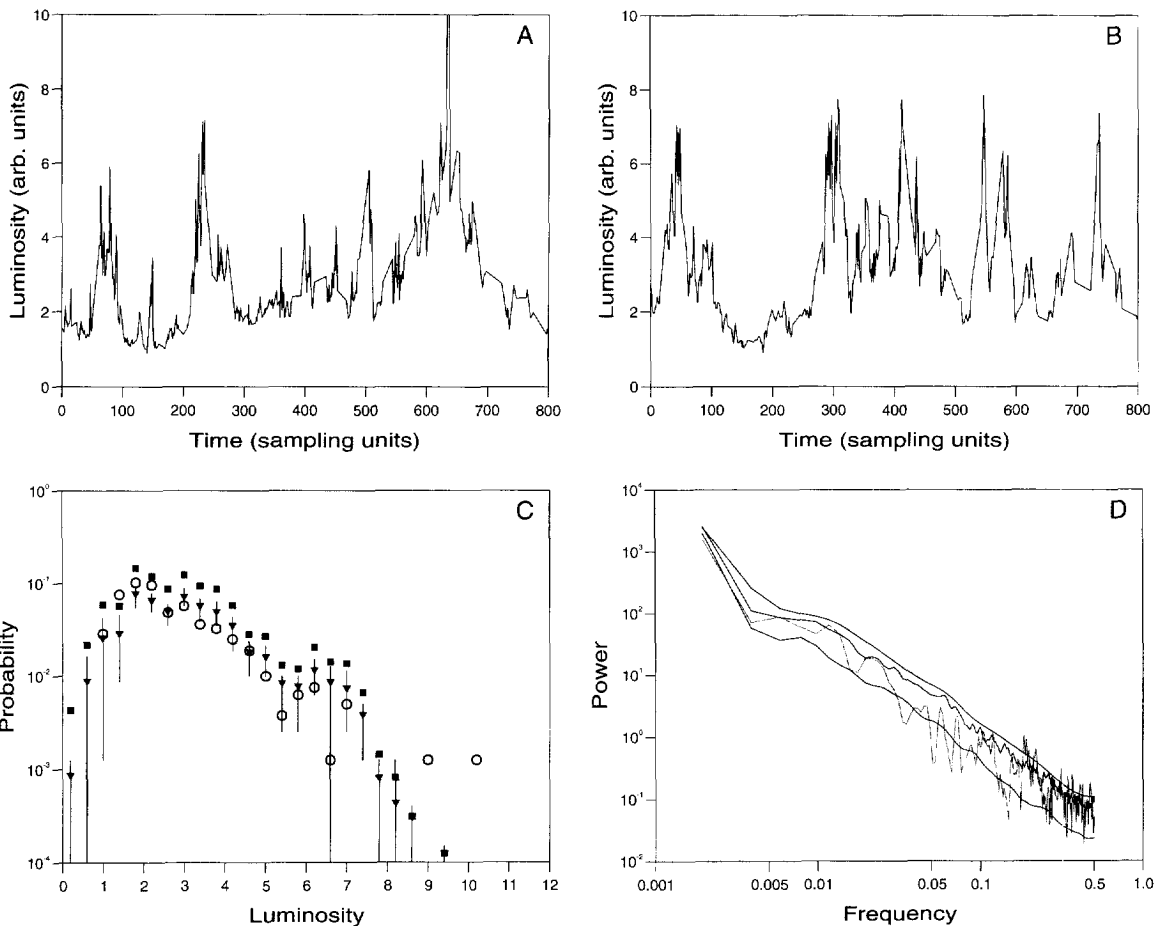 A
10
8
6
4
2
0
Luminosity (arb. units)
0 100 200 300 400 500 600 700 800
Time (sampling units)
B
10
8
6
4
2
0
Luminosity (arb. units)
0 100 200 300 400 500 600 700 800
Time (sampling units)
C
10⁰
10⁻¹
10⁻²
10⁻³
10⁻⁴
Probability
0 1 2 3 4 5 6 7 8 9 10 11 12
Luminosity
D
10⁴
10³
10²
10¹
10⁰
10⁻¹
10⁻²
Power
0.001 0.005 0.01 0.05 0.1 0.5 1.0
Frequency